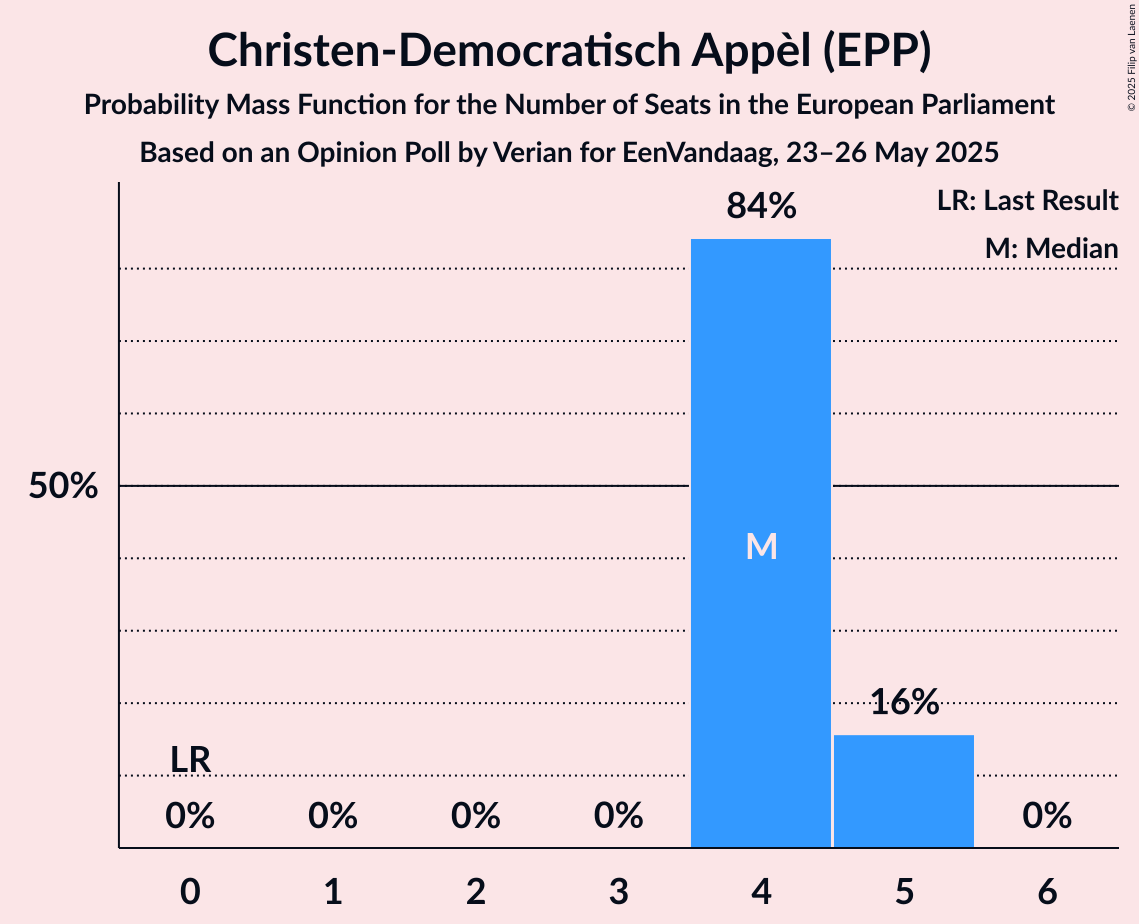 Christen-Democratisch Appèl (EPP)
Probability Mass Function for the Number of Seats in the European Parliament
Based on an Opinion Poll by Verian for EenVandaag, 23–26 May 2025
© 2025 Filip van Laenen
LR: Last Result
M: Median
84%
50%
M
16%
LR
0% 0% 0% 0% 0%
0 1 2 3 4 5 6